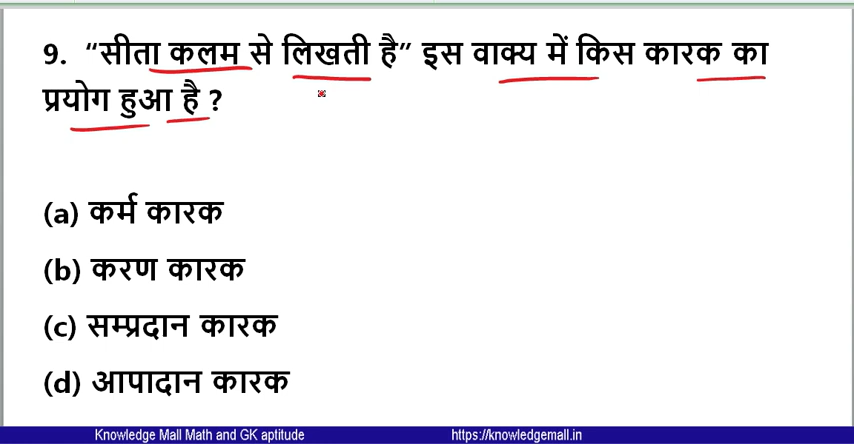 9. “सीता कलम से लिखती है” इस वाक्य में किस कारक का
प्रयोग हुआ है ?
(a) कर्म कारक
(b) करण कारक
(c) सम्प्रदान कारक
(d) आपादान कारक
Knowledge Mall Math and GK aptitude https://knowledgemall.in